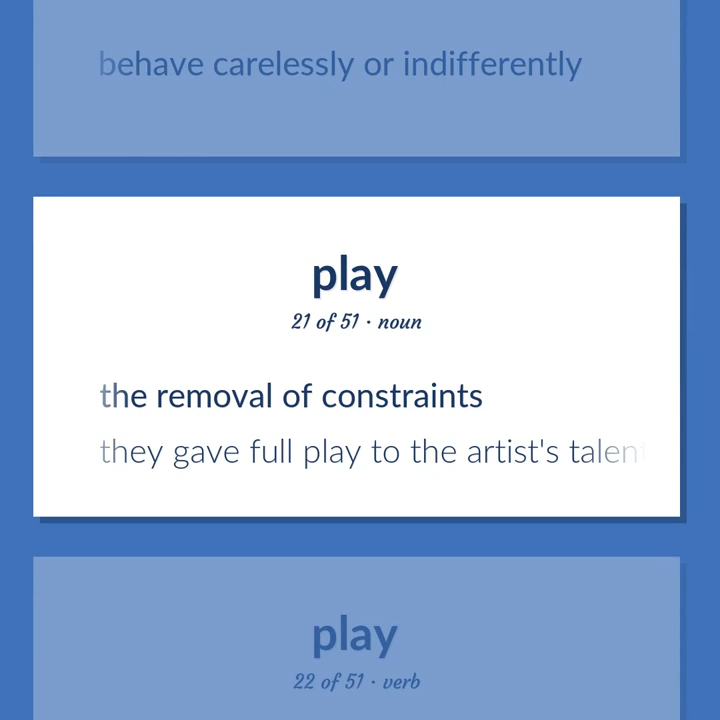 behave carelessly or indifferently
play
21 of 51 · noun
the removal of constraints
they gave full play to the artist's talent
play
22 of 51 · verb